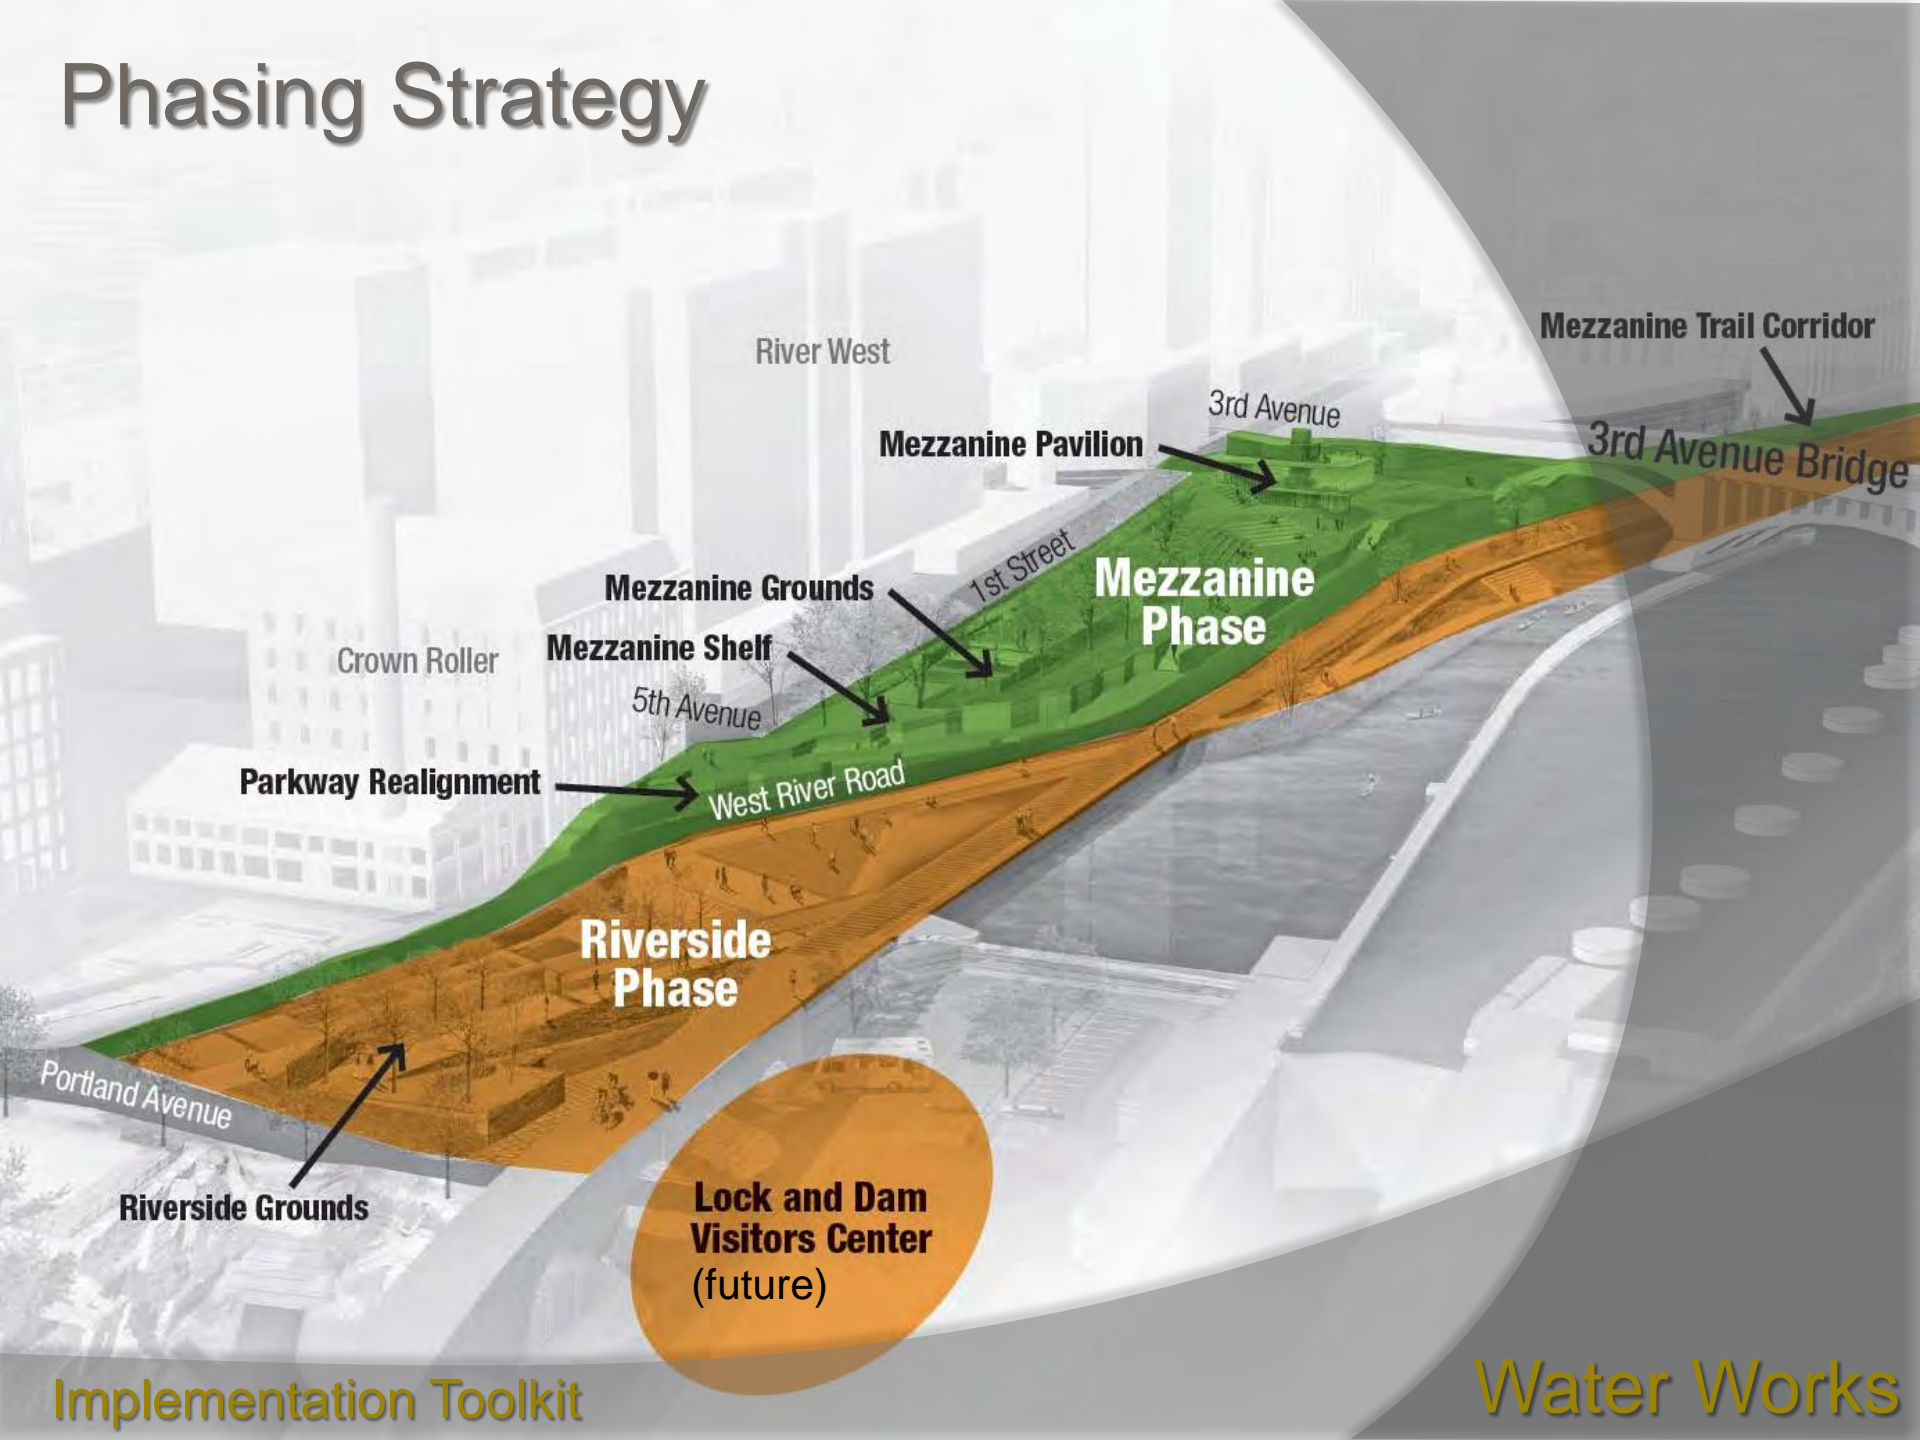 Phasing Strategy
Mezzanine Trail Corridor
River West
3rd Avenue
Mezzanine Pavilion
3rd Avenue Bridge
1st Street
Mezzanine
Phase
Mezzanine Grounds
Mezzanine Shelf
Crown Roller
5th Avenue
Parkway Realignment
West River Road
Riverside
Phase
Portland Avenue
Riverside Grounds
Lock and Dam
Visitors Center
(future)
Implementation Toolkit
Water Works